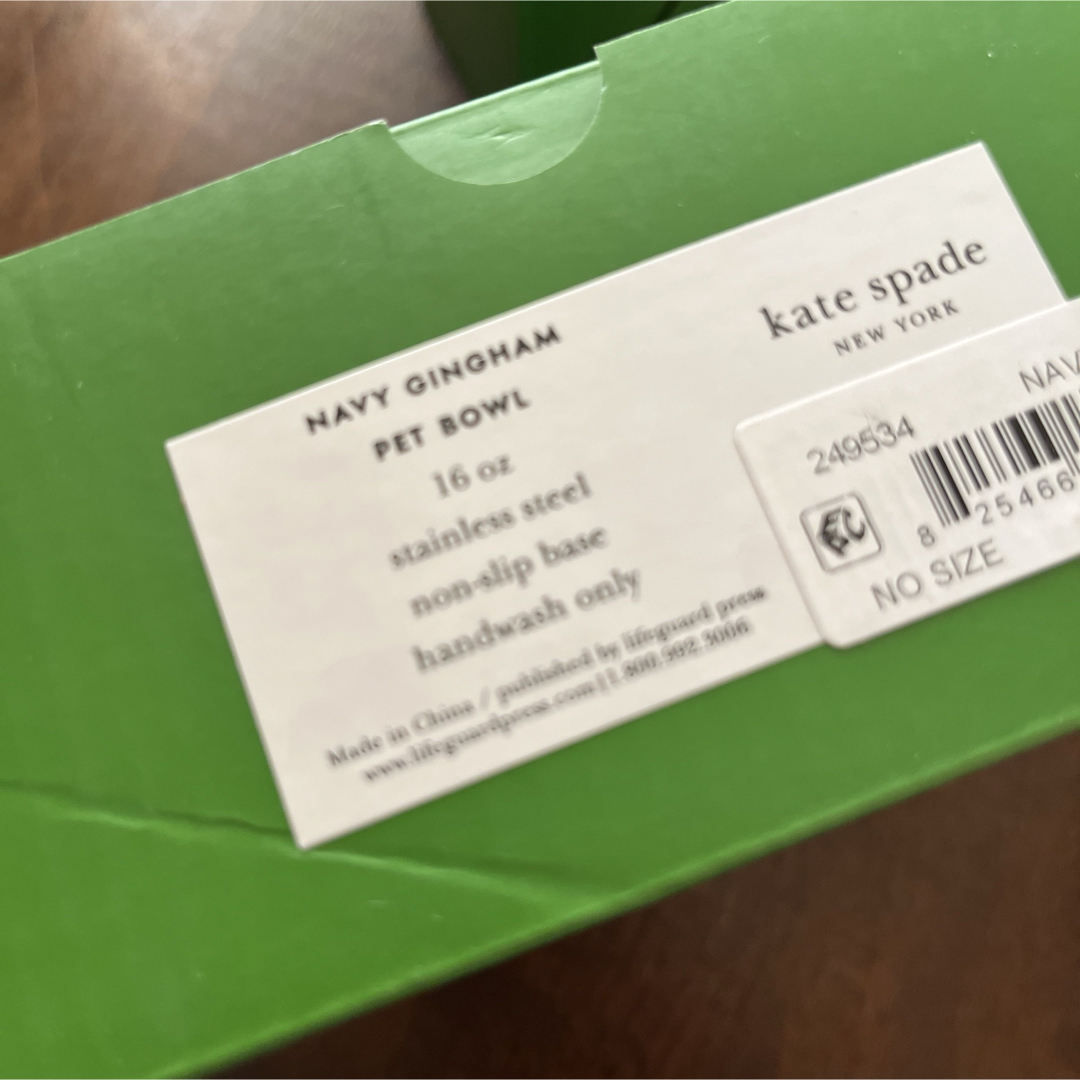 NAVY GINGHAM
PET BOWL
16 oz
stainless steel
non-slip base
handwash only
Made in China / published by lifeguard press
www.lifeguardpress.com | 1.800.992.3006
kate spade
NEW YORK
NAV
249534
8 25466
NO SIZE